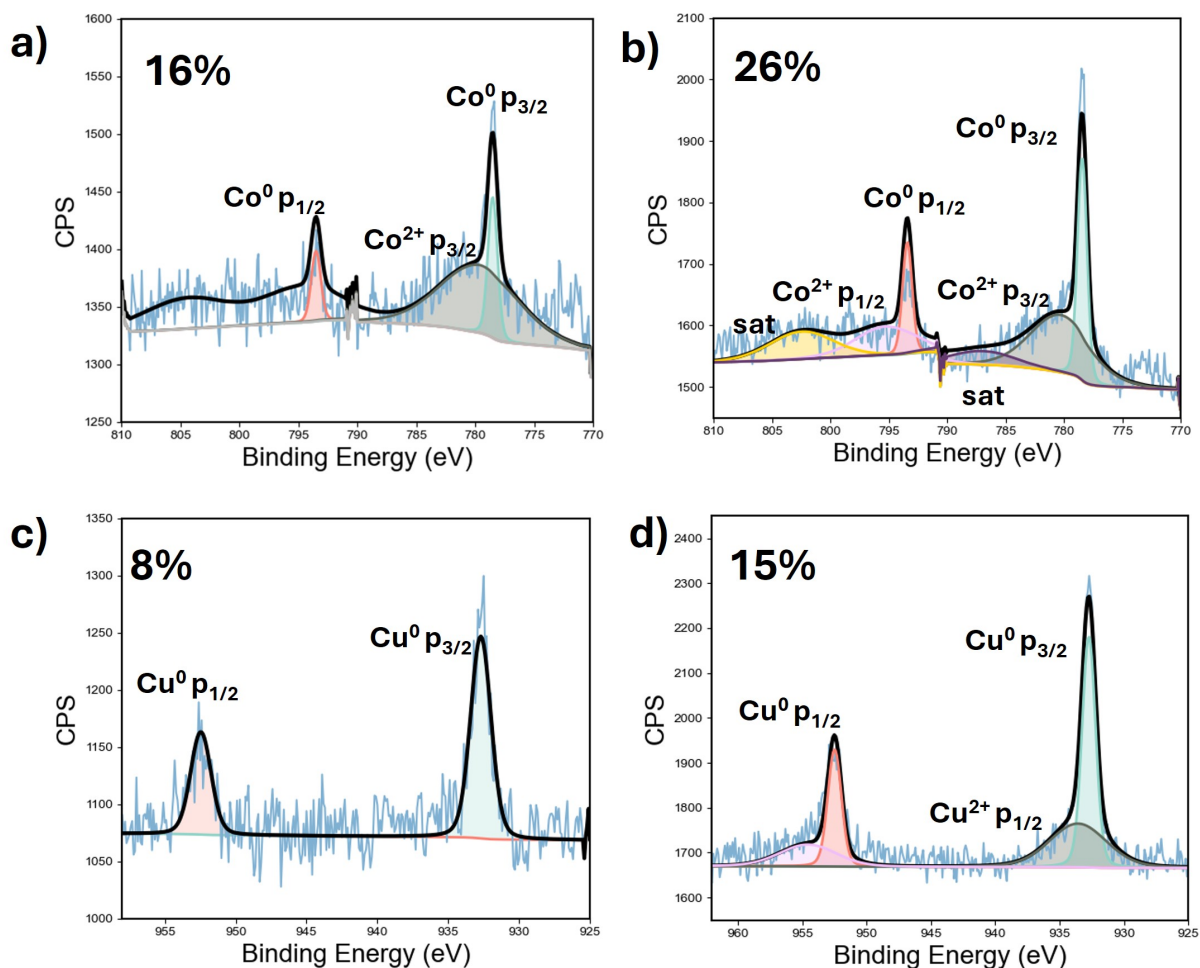 a)
16%
Co⁰ p₃/₂
Co⁰ p₁/₂
Co²⁺ p₃/₂
CPS
1600
1550
1500
1450
1400
1350
1300
1250
810 805 800 795 790 785 780 775 770
Binding Energy (eV)
b)
26%
Co⁰ p₃/₂
Co⁰ p₁/₂
Co²⁺ p₁/₂
Co²⁺ p₃/₂
sat
sat
CPS
2100
2000
1900
1800
1700
1600
1500
810 805 800 795 790 785 780 775 770
Binding Energy (eV)
c)
8%
Cu⁰ p₃/₂
Cu⁰ p₁/₂
CPS
1350
1300
1250
1200
1150
1100
1050
1000
955 950 945 940 935 930 925
Binding Energy (eV)
d)
15%
Cu⁰ p₃/₂
Cu⁰ p₁/₂
Cu²⁺ p₁/₂
CPS
2400
2300
2200
2100
2000
1900
1800
1700
1600
960 955 950 945 940 935 930 925
Binding Energy (eV)